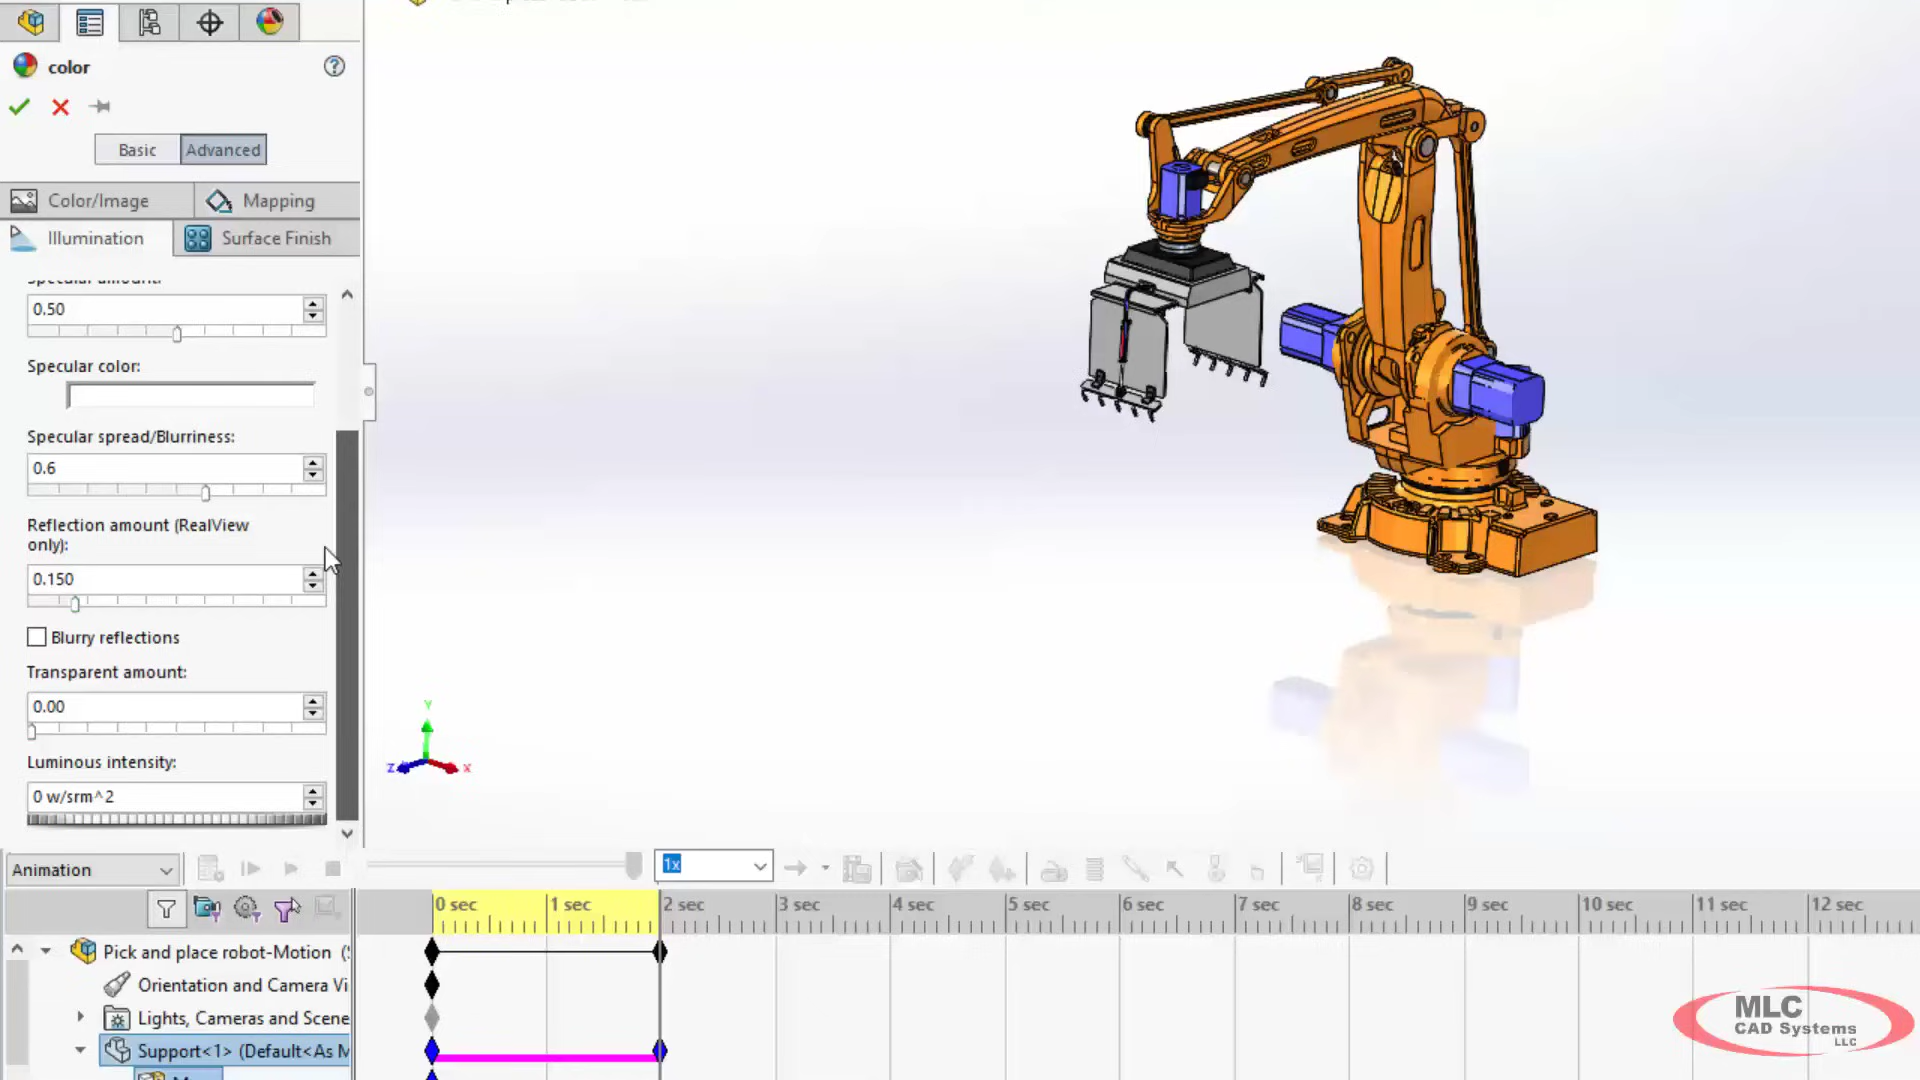 color
Basic
Advanced
Color/Image
Mapping
Illumination
Surface Finish
Specular amount:
0.50
Specular color:
Specular spread/Blurriness:
0.6
Reflection amount (RealView
only):
0.150
Blurry reflections
Transparent amount:
0.00
Luminous intensity:
0 w/srm^2
Y
Z
X
Animation
1x
0 sec
1 sec
2 sec
3 sec
4 sec
5 sec
6 sec
7 sec
8 sec
9 sec
10 sec
11 sec
12 sec
Pick and place robot-Motion (
Orientation and Camera Vi
Lights, Cameras and Scene
Support<1> (Default<As M
MLC
CAD Systems
LLC